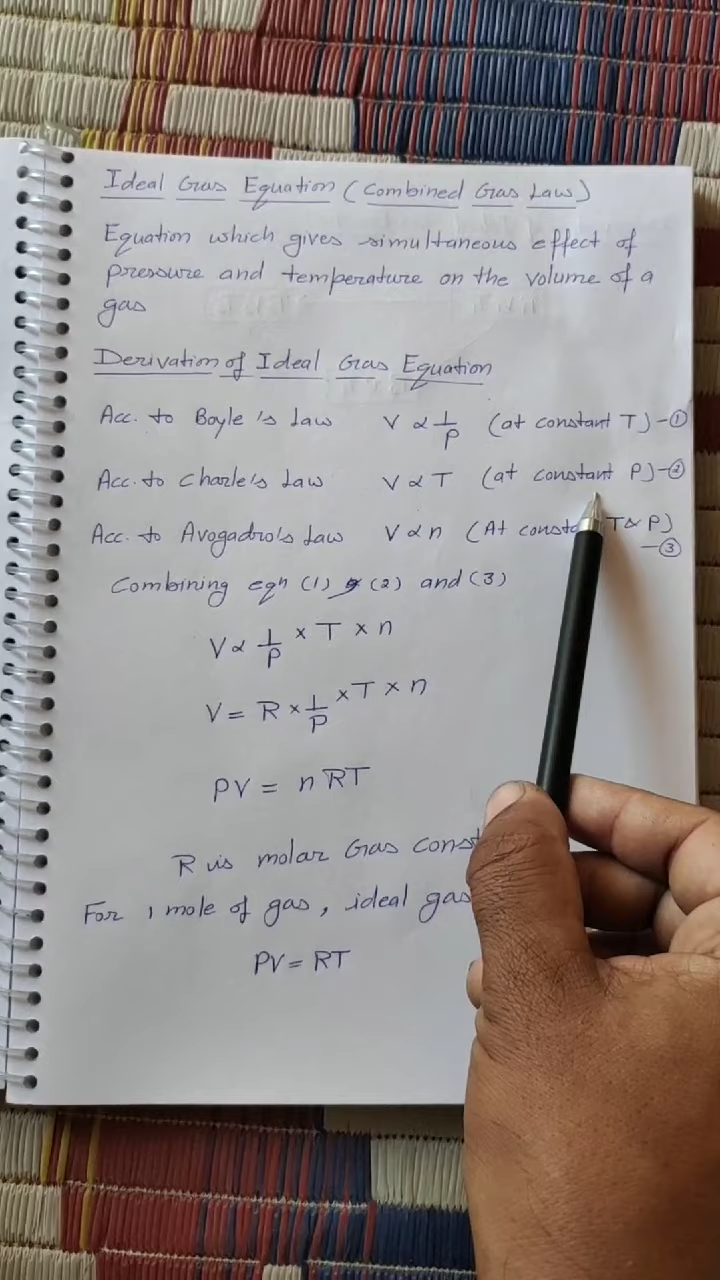 Ideal Gas Equation (Combined Gas Law)
Equation which gives simultaneous effect of
pressure and temperature on the volume of a
gas
Derivation of Ideal Gas Equation
Acc. to Boyle's Law V ∝ 1/P (at constant T) -①
Acc. to Charle's Law V ∝ T (at constant P) -②
Acc. to Avogadro's Law V ∝ n (At T & P)
-③
Combining eqn (1), (2) and (3)
V ∝ 1/P × T × n
V = R × 1/P × T × n
PV = nRT
R is molar Gas
For 1 mole of gas, ideal gas
PV = RT